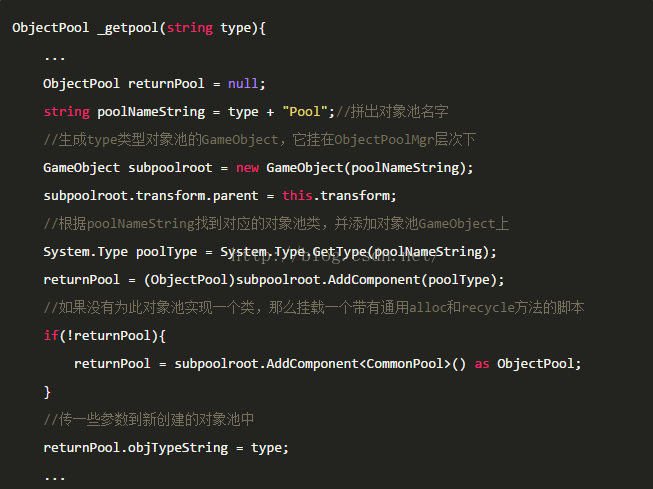 ObjectPool _getpool(string type){
...
ObjectPool returnPool = null;
string poolNameString = type + "Pool";//拼出对象池名字
//生成type类型对象池的GameObject，它挂在ObjectPoolMgr层次下
GameObject subpoolroot = new GameObject(poolNameString);
subpoolroot.transform.parent = this.transform;
//根据poolNameString找到对应的对象池类，并添加对象池GameObject上
System.Type poolType = System.Type.GetType(poolNameString);
http://blog.csdn.net/
returnPool = (ObjectPool)subpoolroot.AddComponent(poolType);
//如果没有为此对象池实现一个类，那么挂载一个带有通用alloc和recycle方法的脚本
if(!returnPool){
returnPool = subpoolroot.AddComponent<CommonPool>() as ObjectPool;
}
//传一些参数到新创建的对象池中
returnPool.objTypeString = type;
...